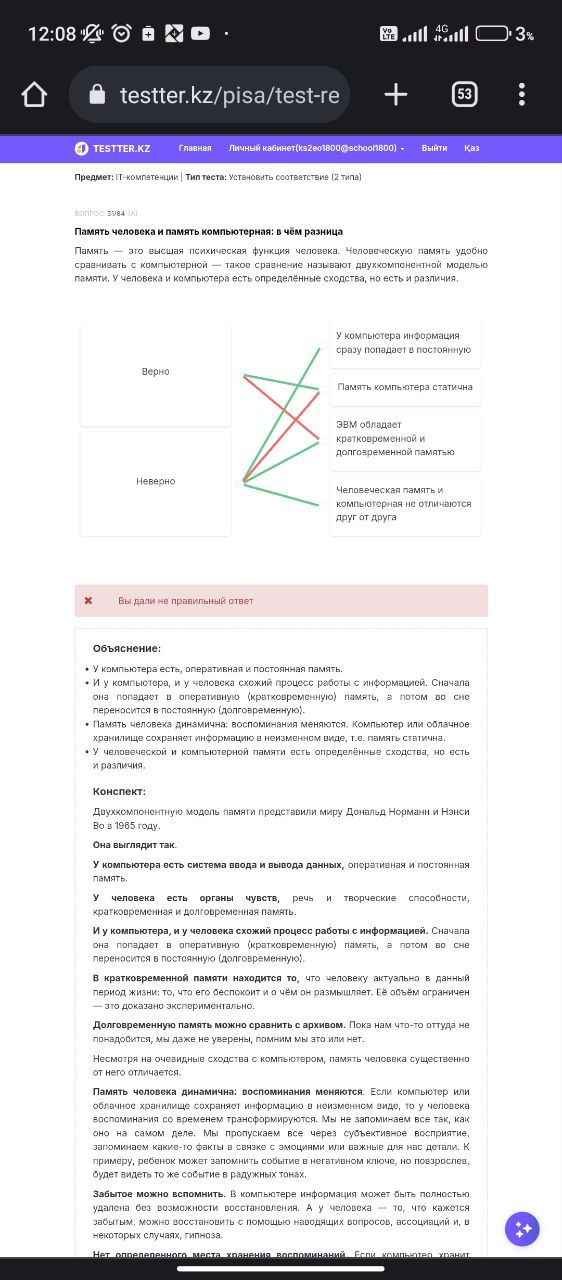 12:08
Vo LTE
4G
3%
testter.kz/pisa/test-re
53
TESTTER.KZ
Главная
Личный кабинет(ks2eo1800@school1800)
Выйти
Қаз
Предмет: IT-компетенции | Тип теста: Установить соответствие (2 типа)
ВОПРОС 51/84 (A)
Память человека и память компьютерная: в чём разница
Память — это высшая психическая функция человека. Человеческую память удобно
сравнивать с компьютерной — такое сравнение называют двухкомпонентной моделью
памяти. У человека и компьютера есть определённые сходства, но есть и различия.
Верно
Неверно
У компьютера информация
сразу попадает в постоянную
Память компьютера статична
ЭВМ обладает
кратковременной и
долговременной памятью
Человеческая память и
компьютерная не отличаются
друг от друга
Вы дали не правильный ответ
Объяснение:
• У компьютера есть, оперативная и постоянная память.
• И у компьютера, и у человека схожий процесс работы с информацией. Сначала
она попадает в оперативную (кратковременную) память, а потом во сне
переносится в постоянную (долговременную).
• Память человека динамична: воспоминания меняются. Компьютер или облачное
хранилище сохраняет информацию в неизменном виде, т.е. память статична.
• У человеческой и компьютерной памяти есть определённые сходства, но есть
и различия.
Конспект:
Двухкомпонентную модель памяти представили миру Дональд Норманн и Нэнси
Во в 1965 году.
Она выглядит так.
У компьютера есть система ввода и вывода данных, оперативная и постоянная
память.
У человека есть органы чувств, речь и творческие способности,
кратковременная и долговременная память.
И у компьютера, и у человека схожий процесс работы с информацией. Сначала
она попадает в оперативную (кратковременную) память, а потом во сне
переносится в постоянную (долговременную).
В кратковременной памяти находится то, что человеку актуально в данный
период жизни: то, что его беспокоит и о чём он размышляет. Её объём ограничен
— это доказано экспериментально.
Долговременную память можно сравнить с архивом. Пока нам что-то оттуда не
понадобится, мы даже не уверены, помним мы это или нет.
Несмотря на очевидные сходства с компьютером, память человека существенно
от него отличается.
Память человека динамична: воспоминания меняются. Если компьютер или
облачное хранилище сохраняет информацию в неизменном виде, то у человека
воспоминания со временем трансформируются. Мы не запоминаем все так, как
оно на самом деле. Мы пропускаем все через субъективное восприятие,
запоминаем какие-то факты в связке с эмоциями или важные для нас детали. К
примеру, ребенок может запомнить событие в негативном ключе, но повзрослев,
будет видеть то же событие в радужных тонах.
Забытое можно вспомнить. В компьютере информация может быть полностью
удалена без возможности восстановления. А у человека — то, что кажется
забытым, можно восстановить с помощью наводящих вопросов, ассоциаций и, в
некоторых случаях, гипноза.
Нет определенного места хранения воспоминаний. Если компьютер хранит